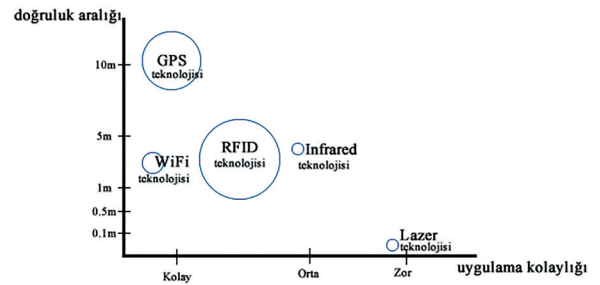 doğruluk aralığı
GPS
teknolojisi
10m
5m
RFID
teknolojisi
Infrared
teknolojisi
WiFi
teknolojisi
1m
0.5m
0.1m
Lazer
teknolojisi
Kolay
Orta
Zor
uygulama kolaylığı